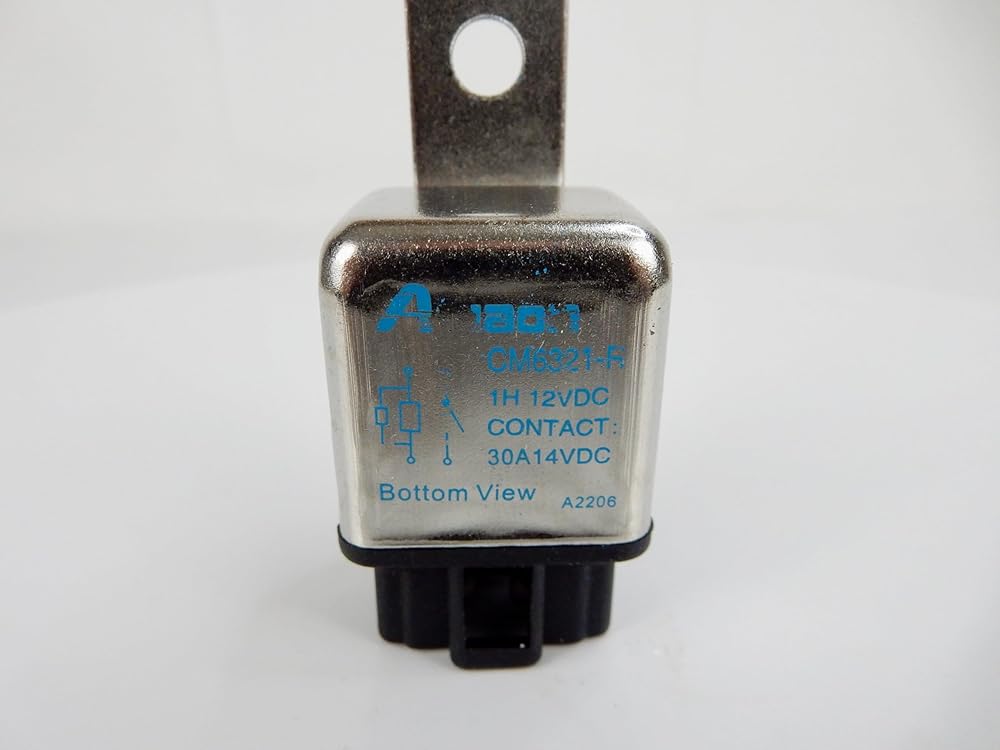 CM6321-R
1H 12VDC
CONTACT:
30A14VDC
Bottom View
A2206